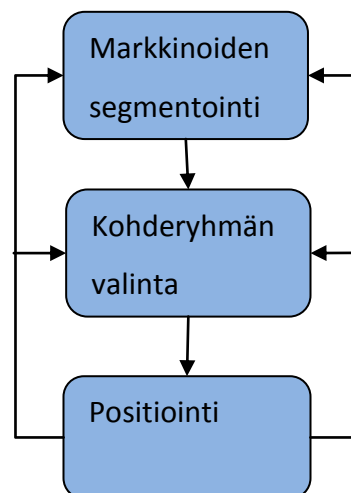 Markkinoiden
segmentointi
Kohderyhmän
valinta
Positiointi